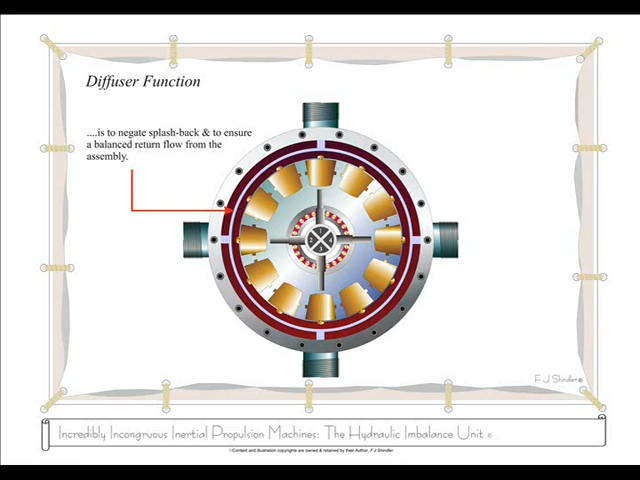 Diffuser Function
....is to negate splash-back & to ensure
a balanced return flow from the
assembly.
F J Shindler©
Incredibly Incongruous Inertial Propulsion Machines: The Hydraulic Imbalance Unit ©
©Content and illustration copyrights are owned & retained by their Author, F J Shindler